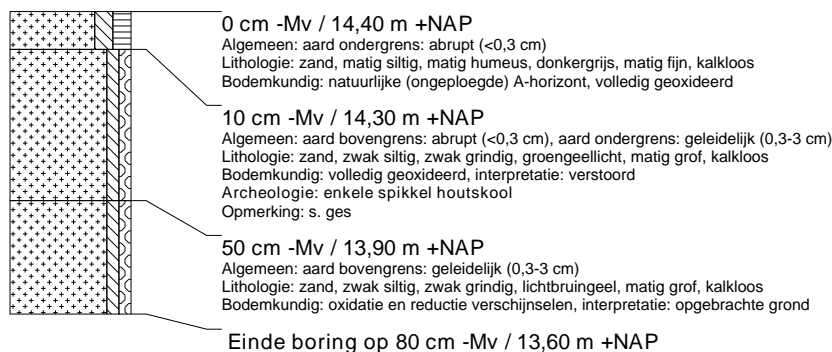 0 cm -Mv / 14,40 m +NAP
Algemeen: aard ondergrens: abrupt (<0,3 cm)
Lithologie: zand, matig siltig, matig humeus, donkergrijs, matig fijn, kalkloos
Bodemkundig: natuurlijke (ongeploegde) A-horizont, volledig geoxideerd
10 cm -Mv / 14,30 m +NAP
Algemeen: aard bovengrens: abrupt (<0,3 cm), aard ondergrens: geleidelijk (0,3-3 cm)
Lithologie: zand, zwak siltig, zwak grindig, groengeellicht, matig grof, kalkloos
Bodemkundig: volledig geoxideerd, interpretatie: verstoord
Archeologie: enkele spikkel houtskool
Opmerking: s. ges
50 cm -Mv / 13,90 m +NAP
Algemeen: aard bovengrens: geleidelijk (0,3-3 cm)
Lithologie: zand, zwak siltig, zwak grindig, lichtbruingeel, matig grof, kalkloos
Bodemkundig: oxidatie en reductie verschijnselen, interpretatie: opgebrachte grond
Einde boring op 80 cm -Mv / 13,60 m +NAP